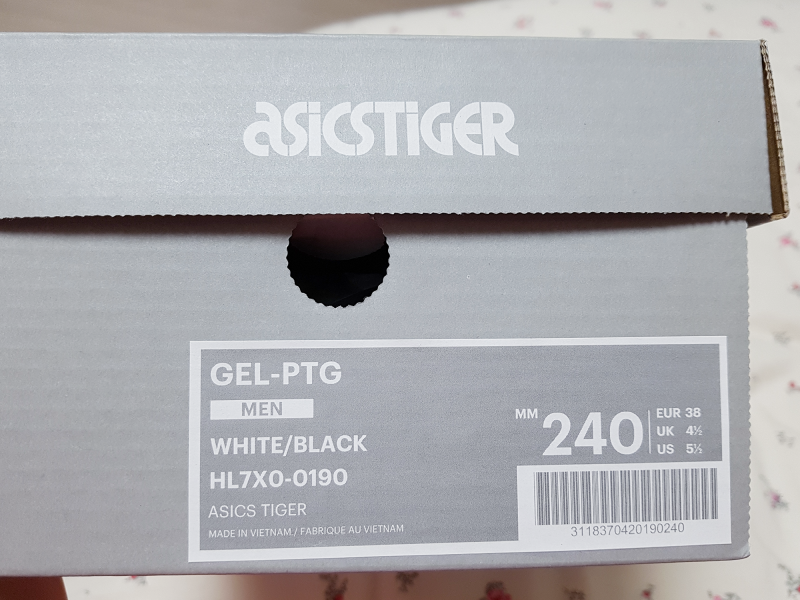 asicsTiGER
GEL-PTG
MEN
WHITE/BLACK
HL7X0-0190
ASICS TIGER
MADE IN VIETNAM / FABRIQUE AU VIETNAM
MM 240
EUR 38
UK 4½
US 5½
3118370420190240